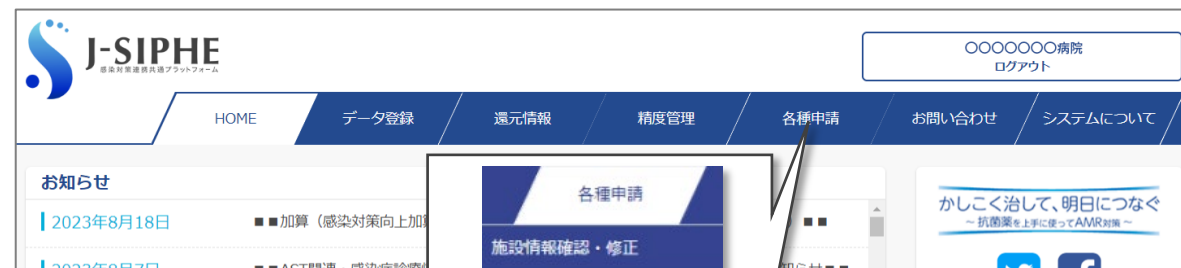 J-SIPHE
感染対策連携共通プラットフォーム
〇〇〇〇〇〇〇病院
ログアウト
HOME データ登録 還元情報 精度管理 各種申請 お問い合わせ システムについて
お知らせ
各種申請
2023年8月18日 ■■加算（感染対策向上加 ■■
施設情報確認・修正
かしこく治して、明日につなぐ
～抗菌薬を上手に使ってAMR対策～